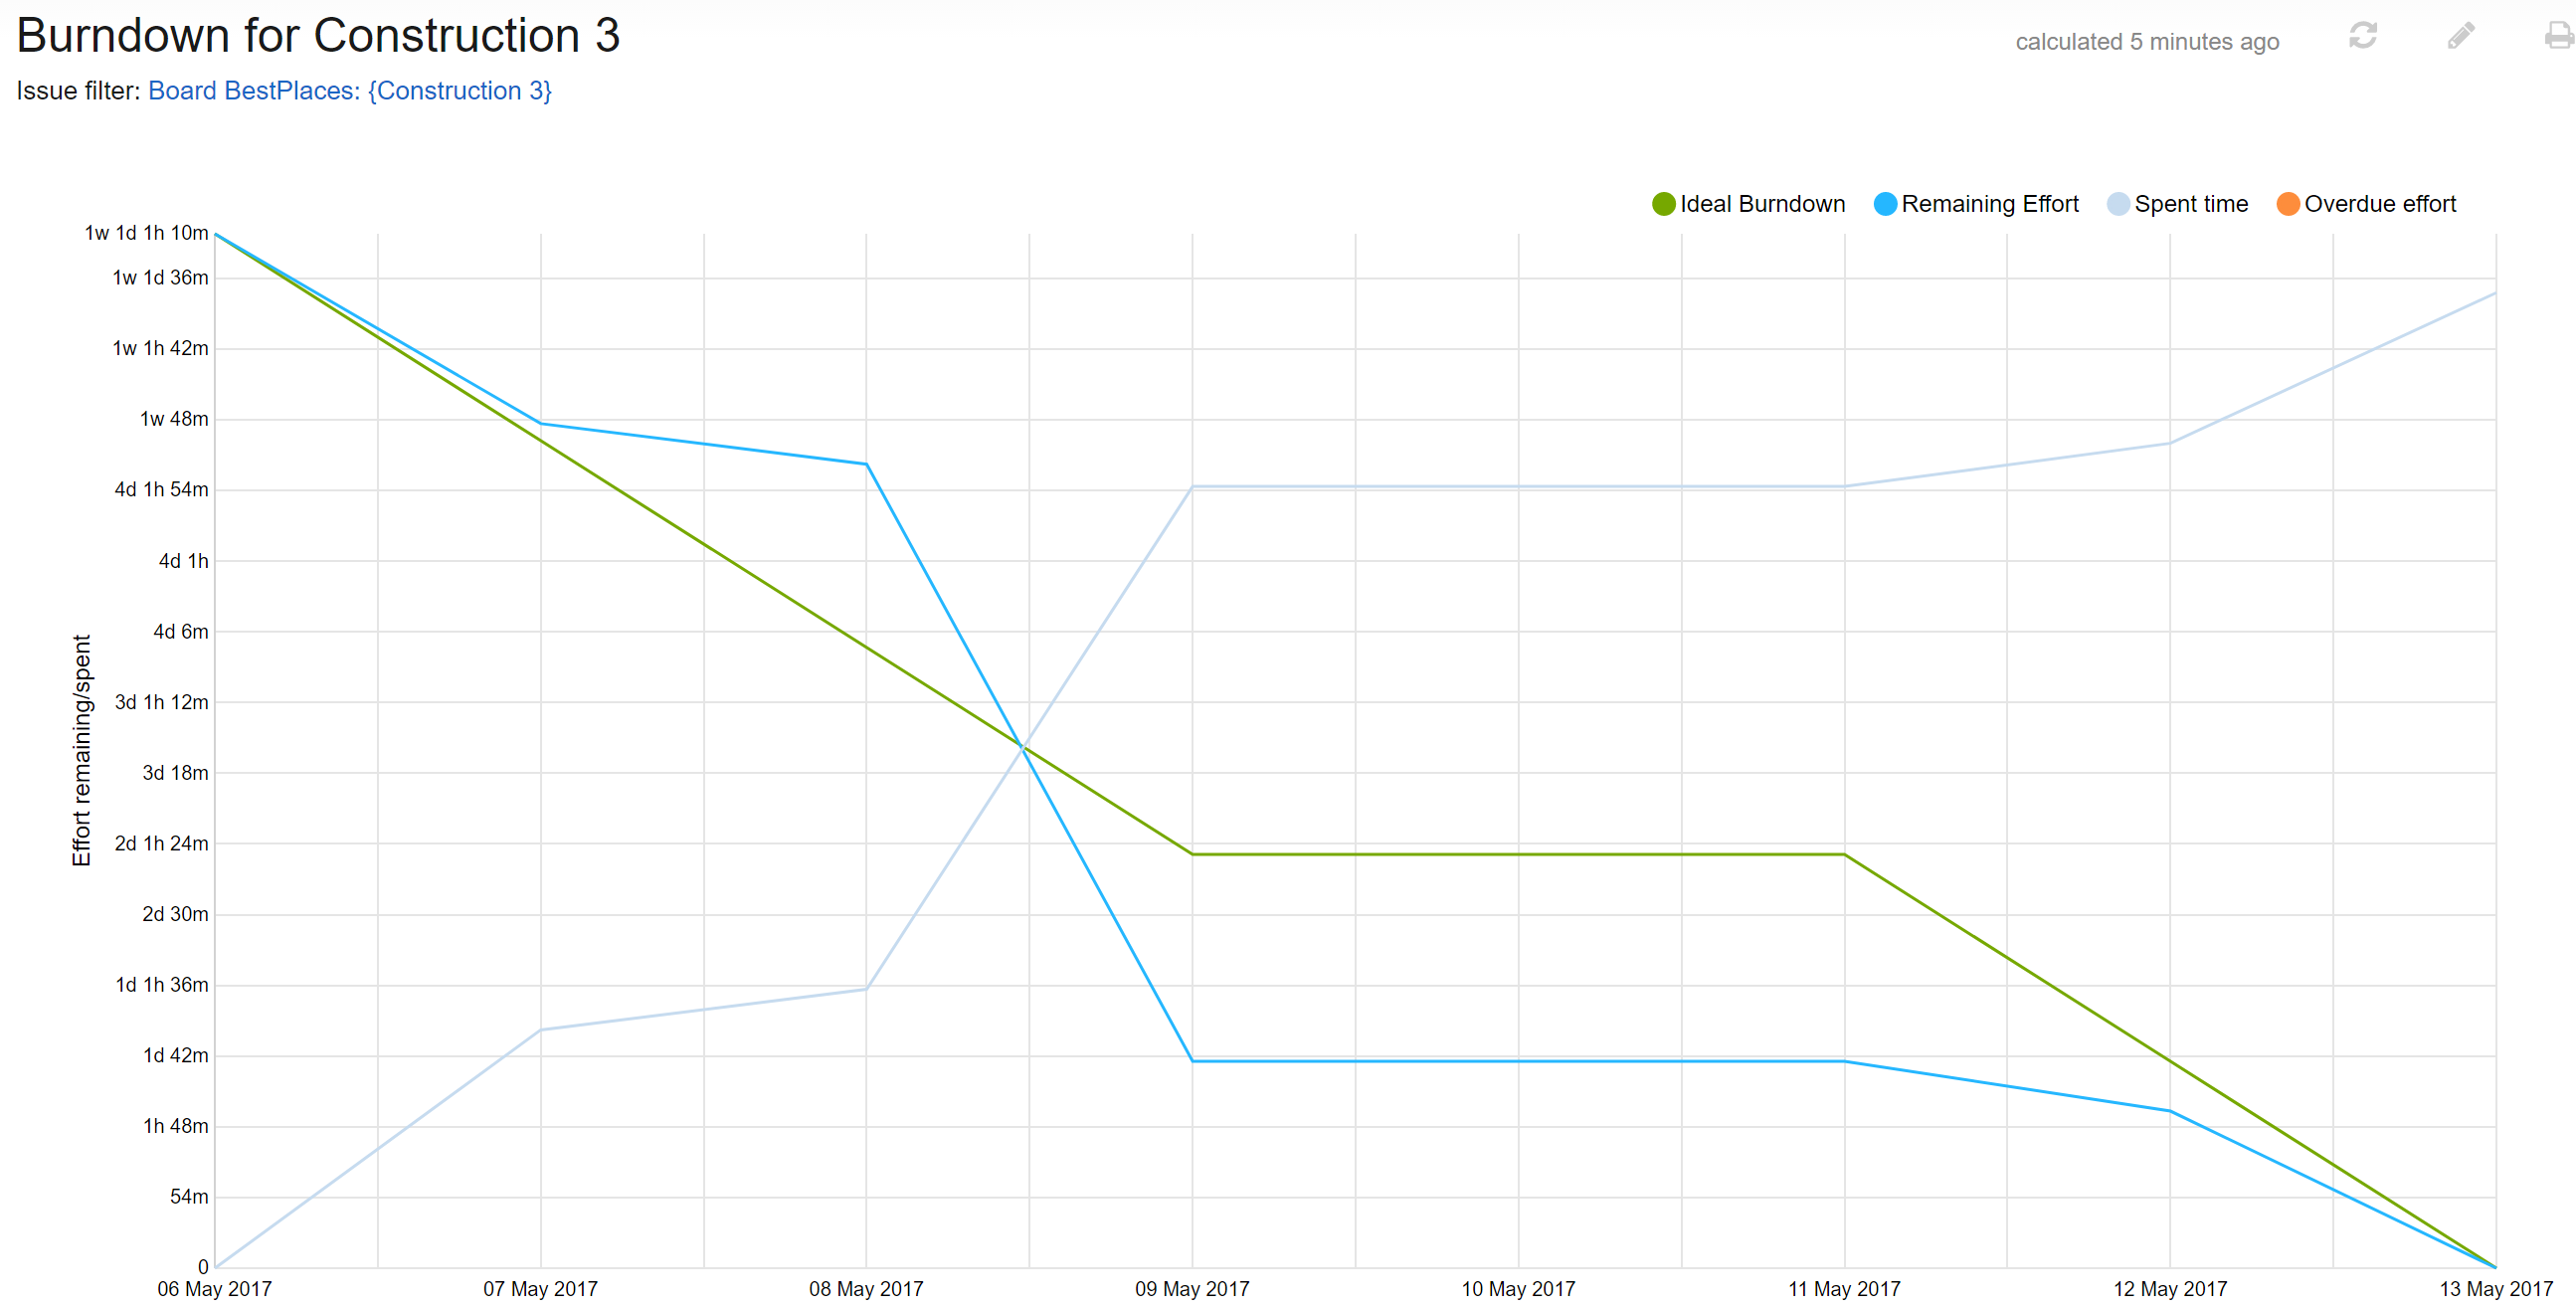 Burndown for Construction 3
calculated 5 minutes ago
Issue filter: Board BestPlaces: {Construction 3}
Ideal Burndown Remaining Effort Spent time Overdue effort
Effort remaining/spent
1w 1d 1h 10m
1w 1d 36m
1w 1h 42m
1w 48m
4d 1h 54m
4d 1h
4d 6m
3d 1h 12m
3d 18m
2d 1h 24m
2d 30m
1d 1h 36m
1d 42m
1h 48m
54m
0
06 May 2017 07 May 2017 08 May 2017 09 May 2017 10 May 2017 11 May 2017 12 May 2017 13 May 2017